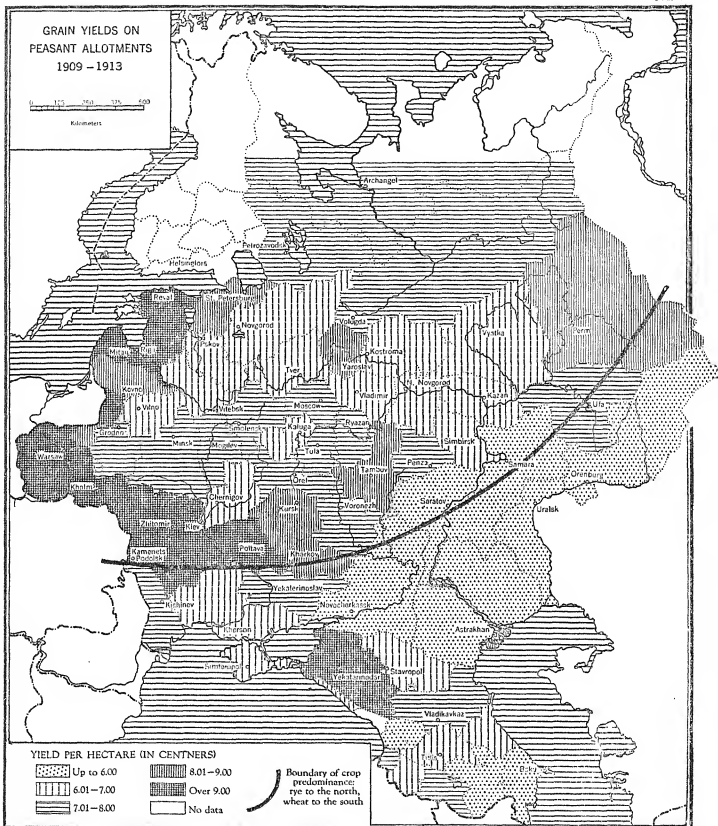 GRAIN YIELDS ON
PEASANT ALLOTMENTS
1909 – 1913
Kilometers
Archangel
Petrozavodsk
Helsingfors
Reval
St. Petersburg
Novgorod
Vologda
Vyatka
Perm
Pskov
Kostroma
Mitau
Riga
Yaroslav
Tver
Kovno
Vladimir
N. Novgorod
Kazan
Vilno
Vitebsk
Moscow
Ufa
Grodno
Smolensk
Kaluga
Ryazan
Simbirsk
Minsk
Mogilev
Tula
Warsaw
Penza
Samara
Tambov
Orenburg
Orel
Kholm
Chernigov
Saratov
Kursk
Voronezh
Uralsk
Zhitomir
Kiev
Poltava
Kharkov
Kamenets
Podolsk
Yekaterinoslav
Kishinev
Novocherkassk
Kherson
Astrakhan
Simferopol
Stavropol
Yekaterinodar
Vladikavkaz
Tiflis
Baku
YIELD PER HECTARE (IN CENTNERS)
Up to 6.00
6.01–7.00
7.01–8.00
8.01–9.00
Over 9.00
No data
Boundary of crop
predominance:
rye to the north,
wheat to the south